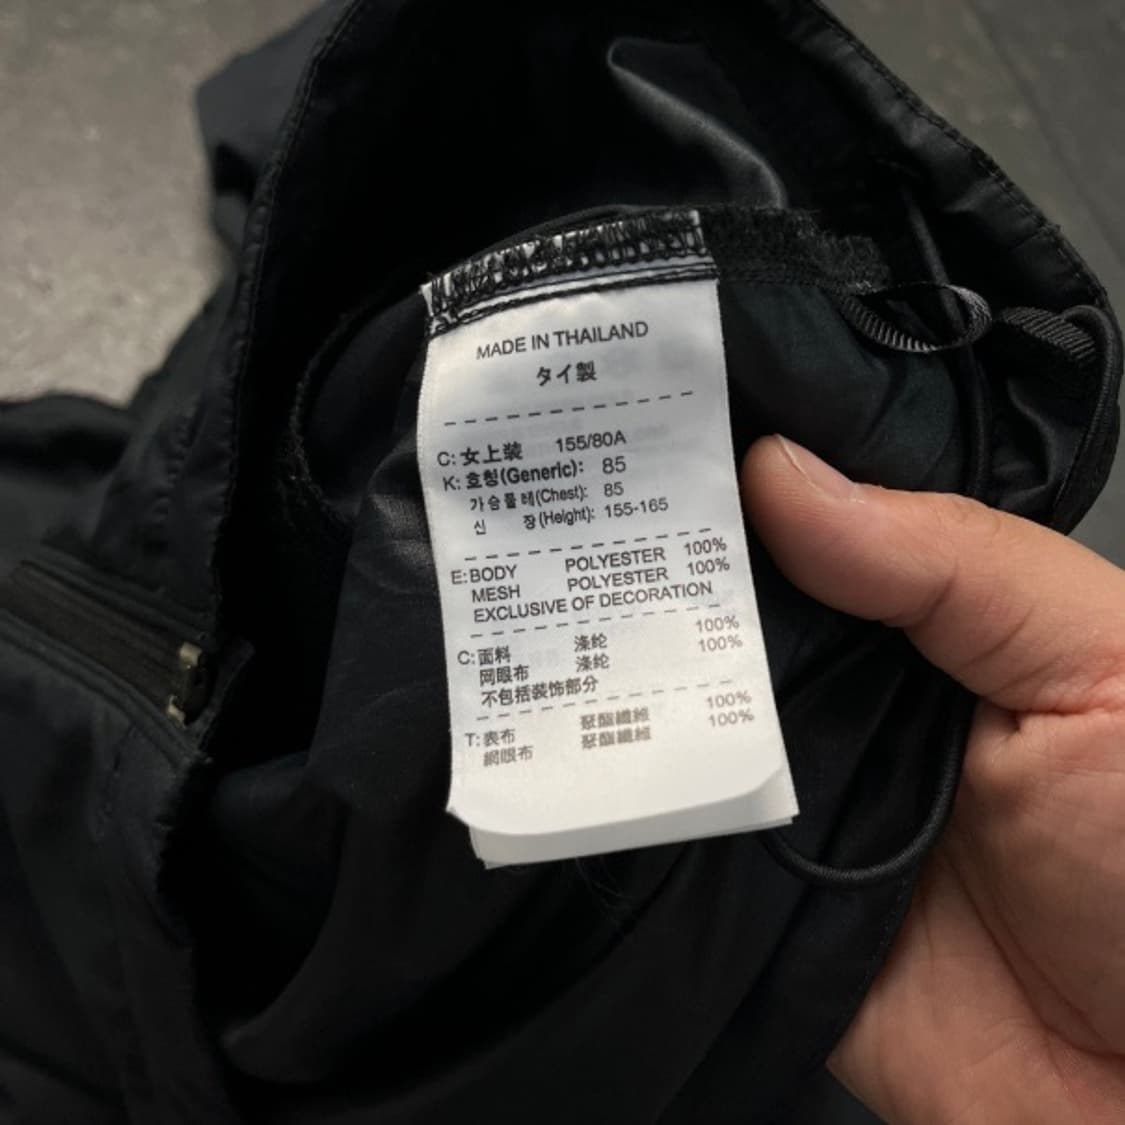 MADE IN THAILAND
タイ製
C: 女上装 155/80A
K: 호칭(Generic): 85
가슴둘레(Chest): 85
신 장(Height): 155-165
E: BODY POLYESTER 100%
MESH POLYESTER 100%
EXCLUSIVE OF DECORATION
C: 面料 涤纶 100%
网眼布 涤纶 100%
不包括装饰部分
T: 表布 聚酯纖維 100%
網眼布 聚酯纖維 100%